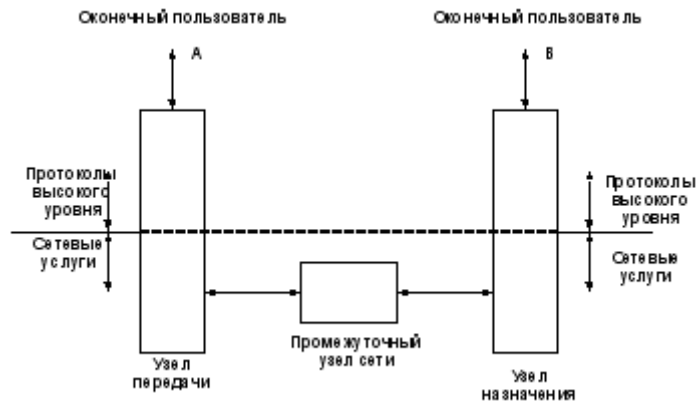 Оконечный пользователь
Оконечный пользователь
А
В
Протоколы
высокого
уровня
Протоколы
высокого
уровня
Сетевые
услуги
Сетевые
услуги
Промежуточный
узел сети
Узел
передачи
Узел
назначения